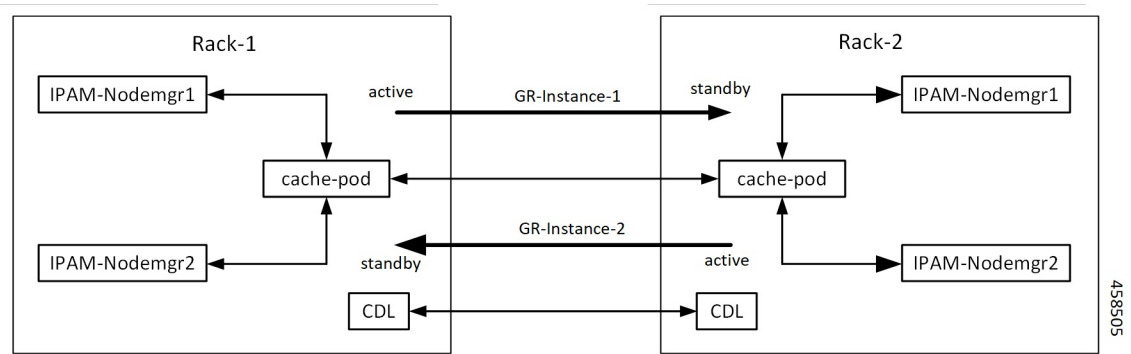 Rack-1
Rack-2
IPAM-Nodemgr1
active
GR-Instance-1
standby
IPAM-Nodemgr1
cache-pod
cache-pod
GR-Instance-2
IPAM-Nodemgr2
standby
active
IPAM-Nodemgr2
CDL
CDL
458505